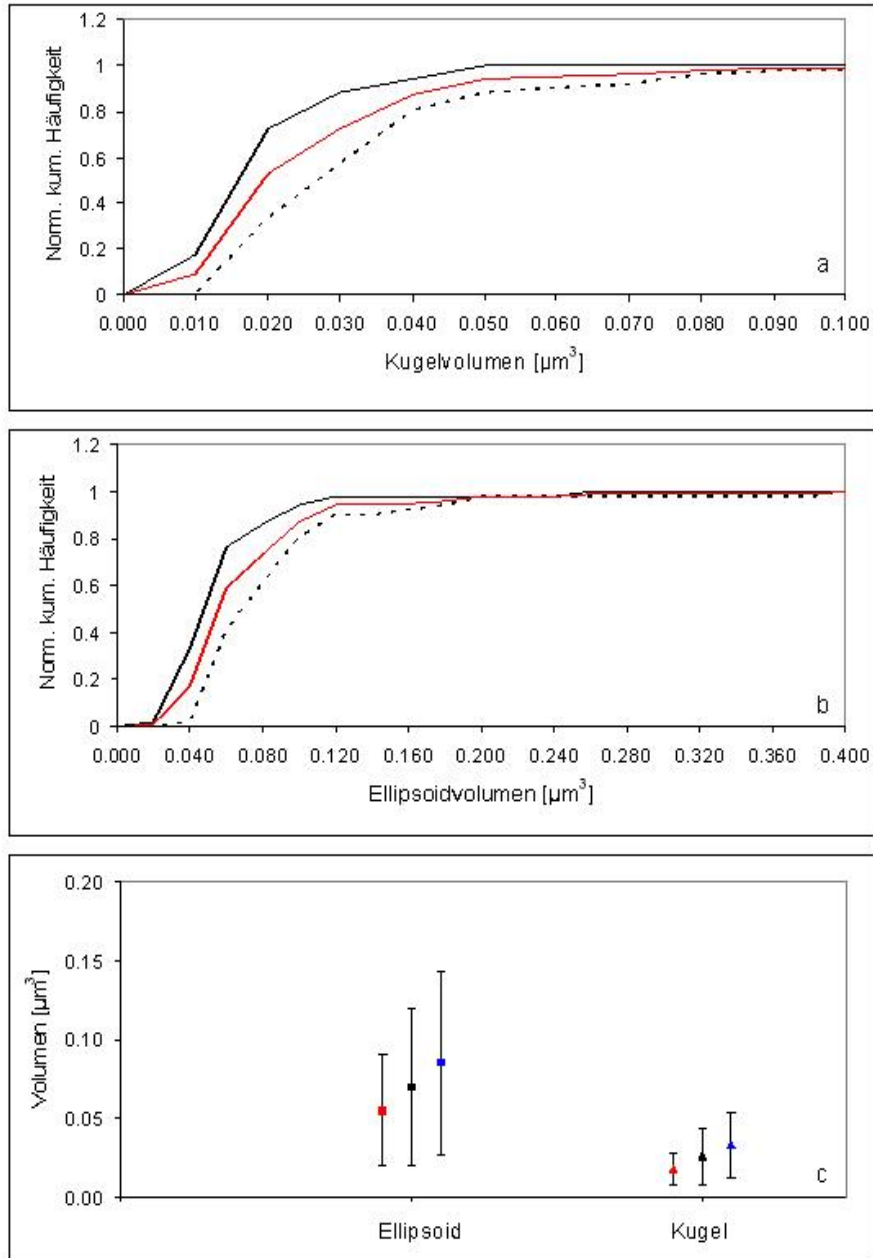 1.2
1
0.8
0.6
0.4
0.2
0
Norm. kum. Häufigkeit
a
0.000 0.010 0.020 0.030 0.040 0.050 0.060 0.070 0.080 0.090 0.100
Kugelvolumen [µm³]
1.2
1
0.8
0.6
0.4
0.2
0
Norm. kum. Häufigkeit
b
0.000 0.040 0.080 0.120 0.160 0.200 0.240 0.280 0.320 0.360 0.400
Ellipsoidvolumen [µm³]
0.20
0.15
0.10
0.05
0.00
Volumen [µm³]
c
Ellipsoid Kugel